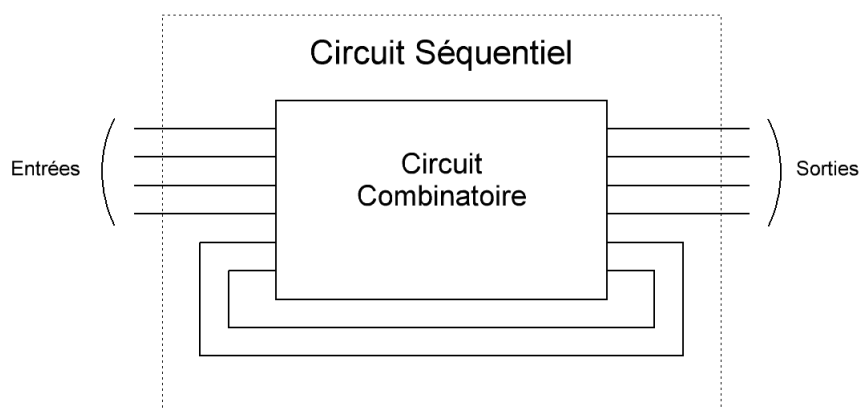 Circuit Séquentiel
Entrées
Circuit
Combinatoire
Sorties